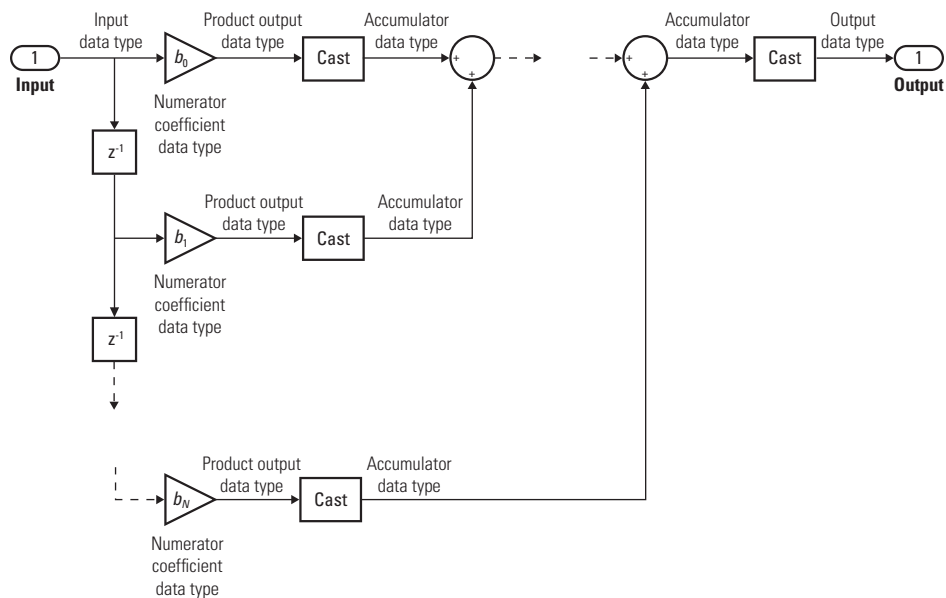 Input
data type
Product output
data type
Accumulator
data type
Accumulator
data type
Output
data type
1
Input
b0
Cast
+
+
+
+
Cast
1
Output
Numerator
coefficient
data type
z-1
Product output
data type
Accumulator
data type
b1
Cast
Numerator
coefficient
data type
z-1
Product output
data type
Accumulator
data type
bN
Cast
Numerator
coefficient
data type